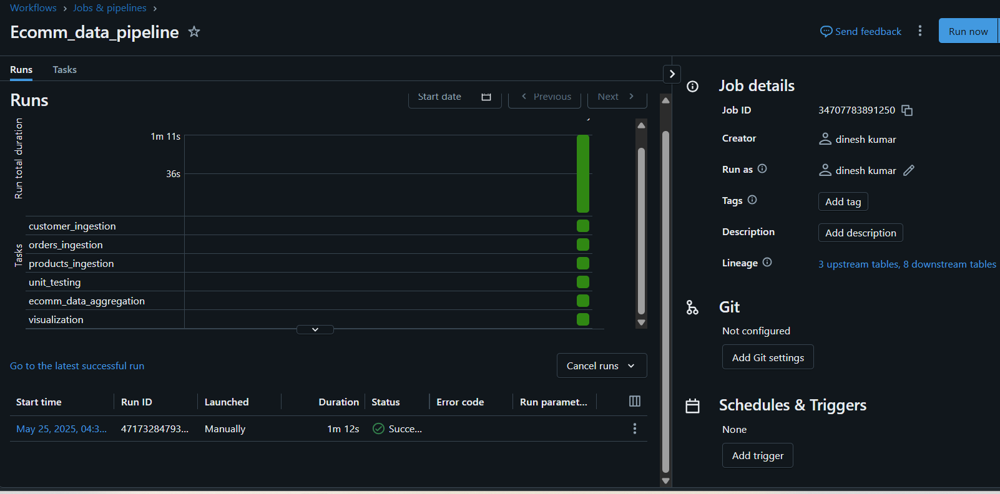 Workflows › Jobs & pipelines ›
Ecomm_data_pipeline
Send feedback
Run now
Runs Tasks
Runs
Start date
Previous
Next
Run total duration
1m 11s
36s
Tasks
customer_ingestion
orders_ingestion
products_ingestion
unit_testing
ecomm_data_aggregation
visualization
Go to the latest successful run
Cancel runs
Start time Run ID Launched Duration Status Error code Run paramet...
May 25, 2025, 04:3... 47173284793... Manually 1m 12s Succe...
Job details
Job ID 34707783891250
Creator dinesh kumar
Run as dinesh kumar
Tags Add tag
Description Add description
Lineage 3 upstream tables, 8 downstream tables
Git
Not configured
Add Git settings
Schedules & Triggers
None
Add trigger